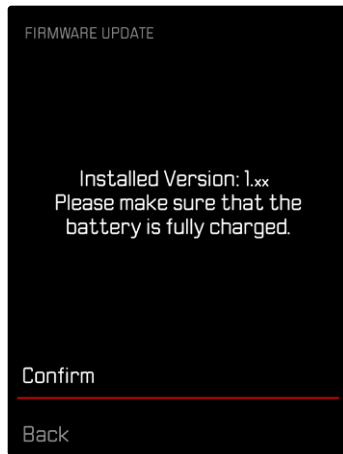 FIRMWARE UPDATE
Installed Version: 1.xx
Please make sure that the
battery is fully charged.
Confirm
Back